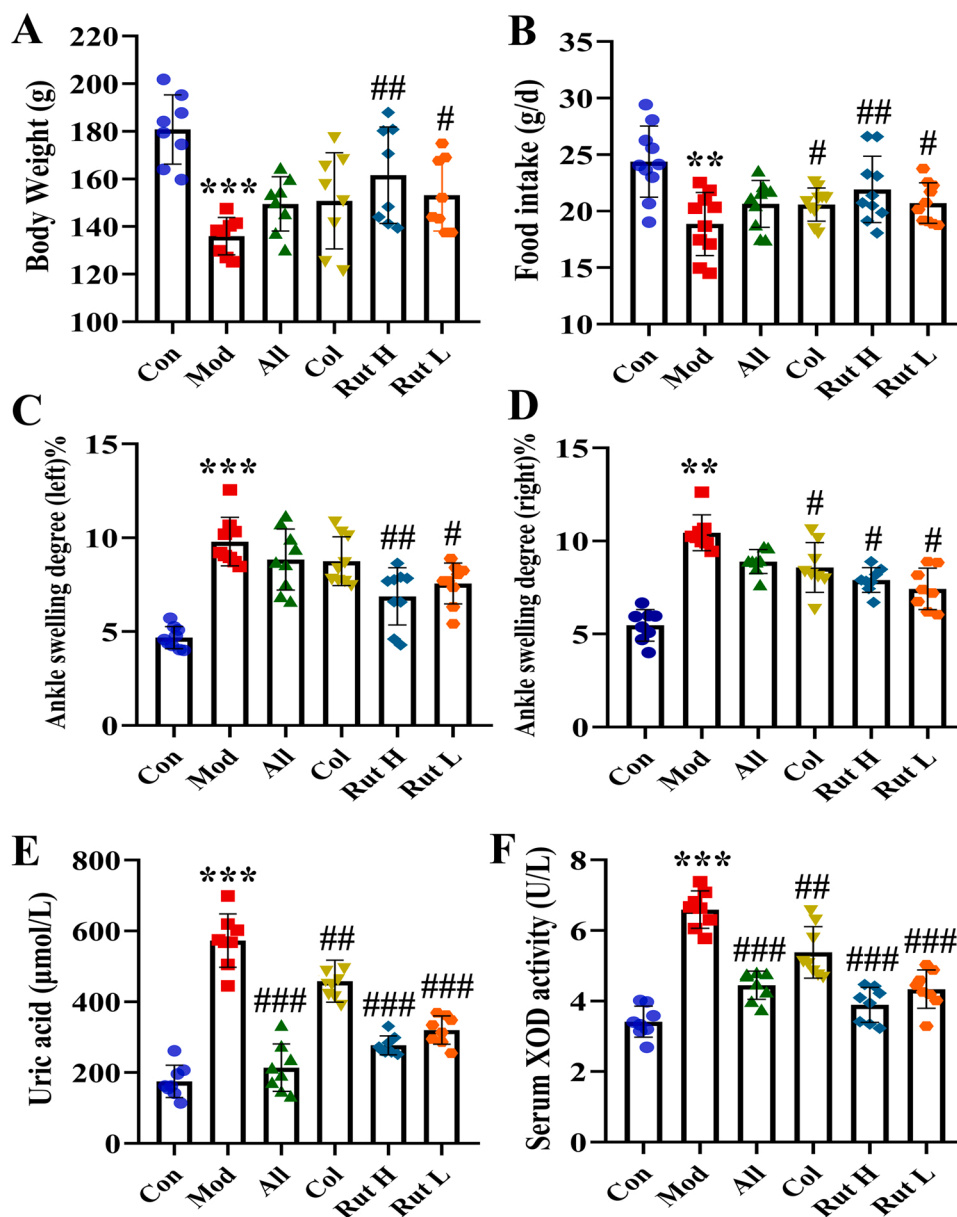 A
Body Weight (g)
220
200
180
160
140
120
100
***
##
#
Con
Mod
All
Col
Rut H
Rut L
B
Food intake (g/d)
35
30
25
20
15
10
**
#
##
#
Con
Mod
All
Col
Rut H
Rut L
C
Ankle swelling degree (left)%
15
10
5
0
***
##
#
Con
Mod
All
Col
Rut H
Rut L
D
Ankle swelling degree (right)%
15
10
5
0
**
#
#
#
Con
Mod
All
Col
Rut H
Rut L
E
Uric acid (μmol/L)
800
600
400
200
0
***
###
##
###
###
Con
Mod
All
Col
Rut H
Rut L
F
Serum XOD activity (U/L)
8
6
4
2
0
***
###
##
###
###
Con
Mod
All
Col
Rut H
Rut L